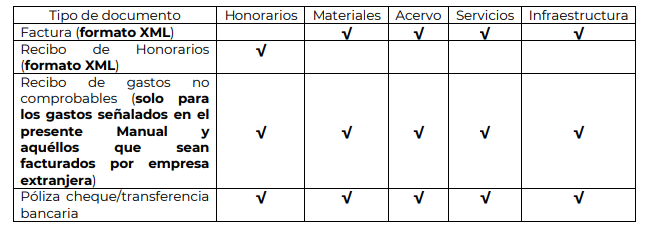 Tipo de documento Honorarios Materiales Acervo Servicios Infraestructura
Factura (formato XML) √ √ √ √
Recibo de Honorarios √
(formato XML)
Recibo de gastos no
comprobables (solo para
los gastos señalados en el
presente Manual y √ √ √ √ √
aquéllos que sean
facturados por empresa
extranjera)
Póliza cheque/transferencia √ √ √ √ √
bancaria